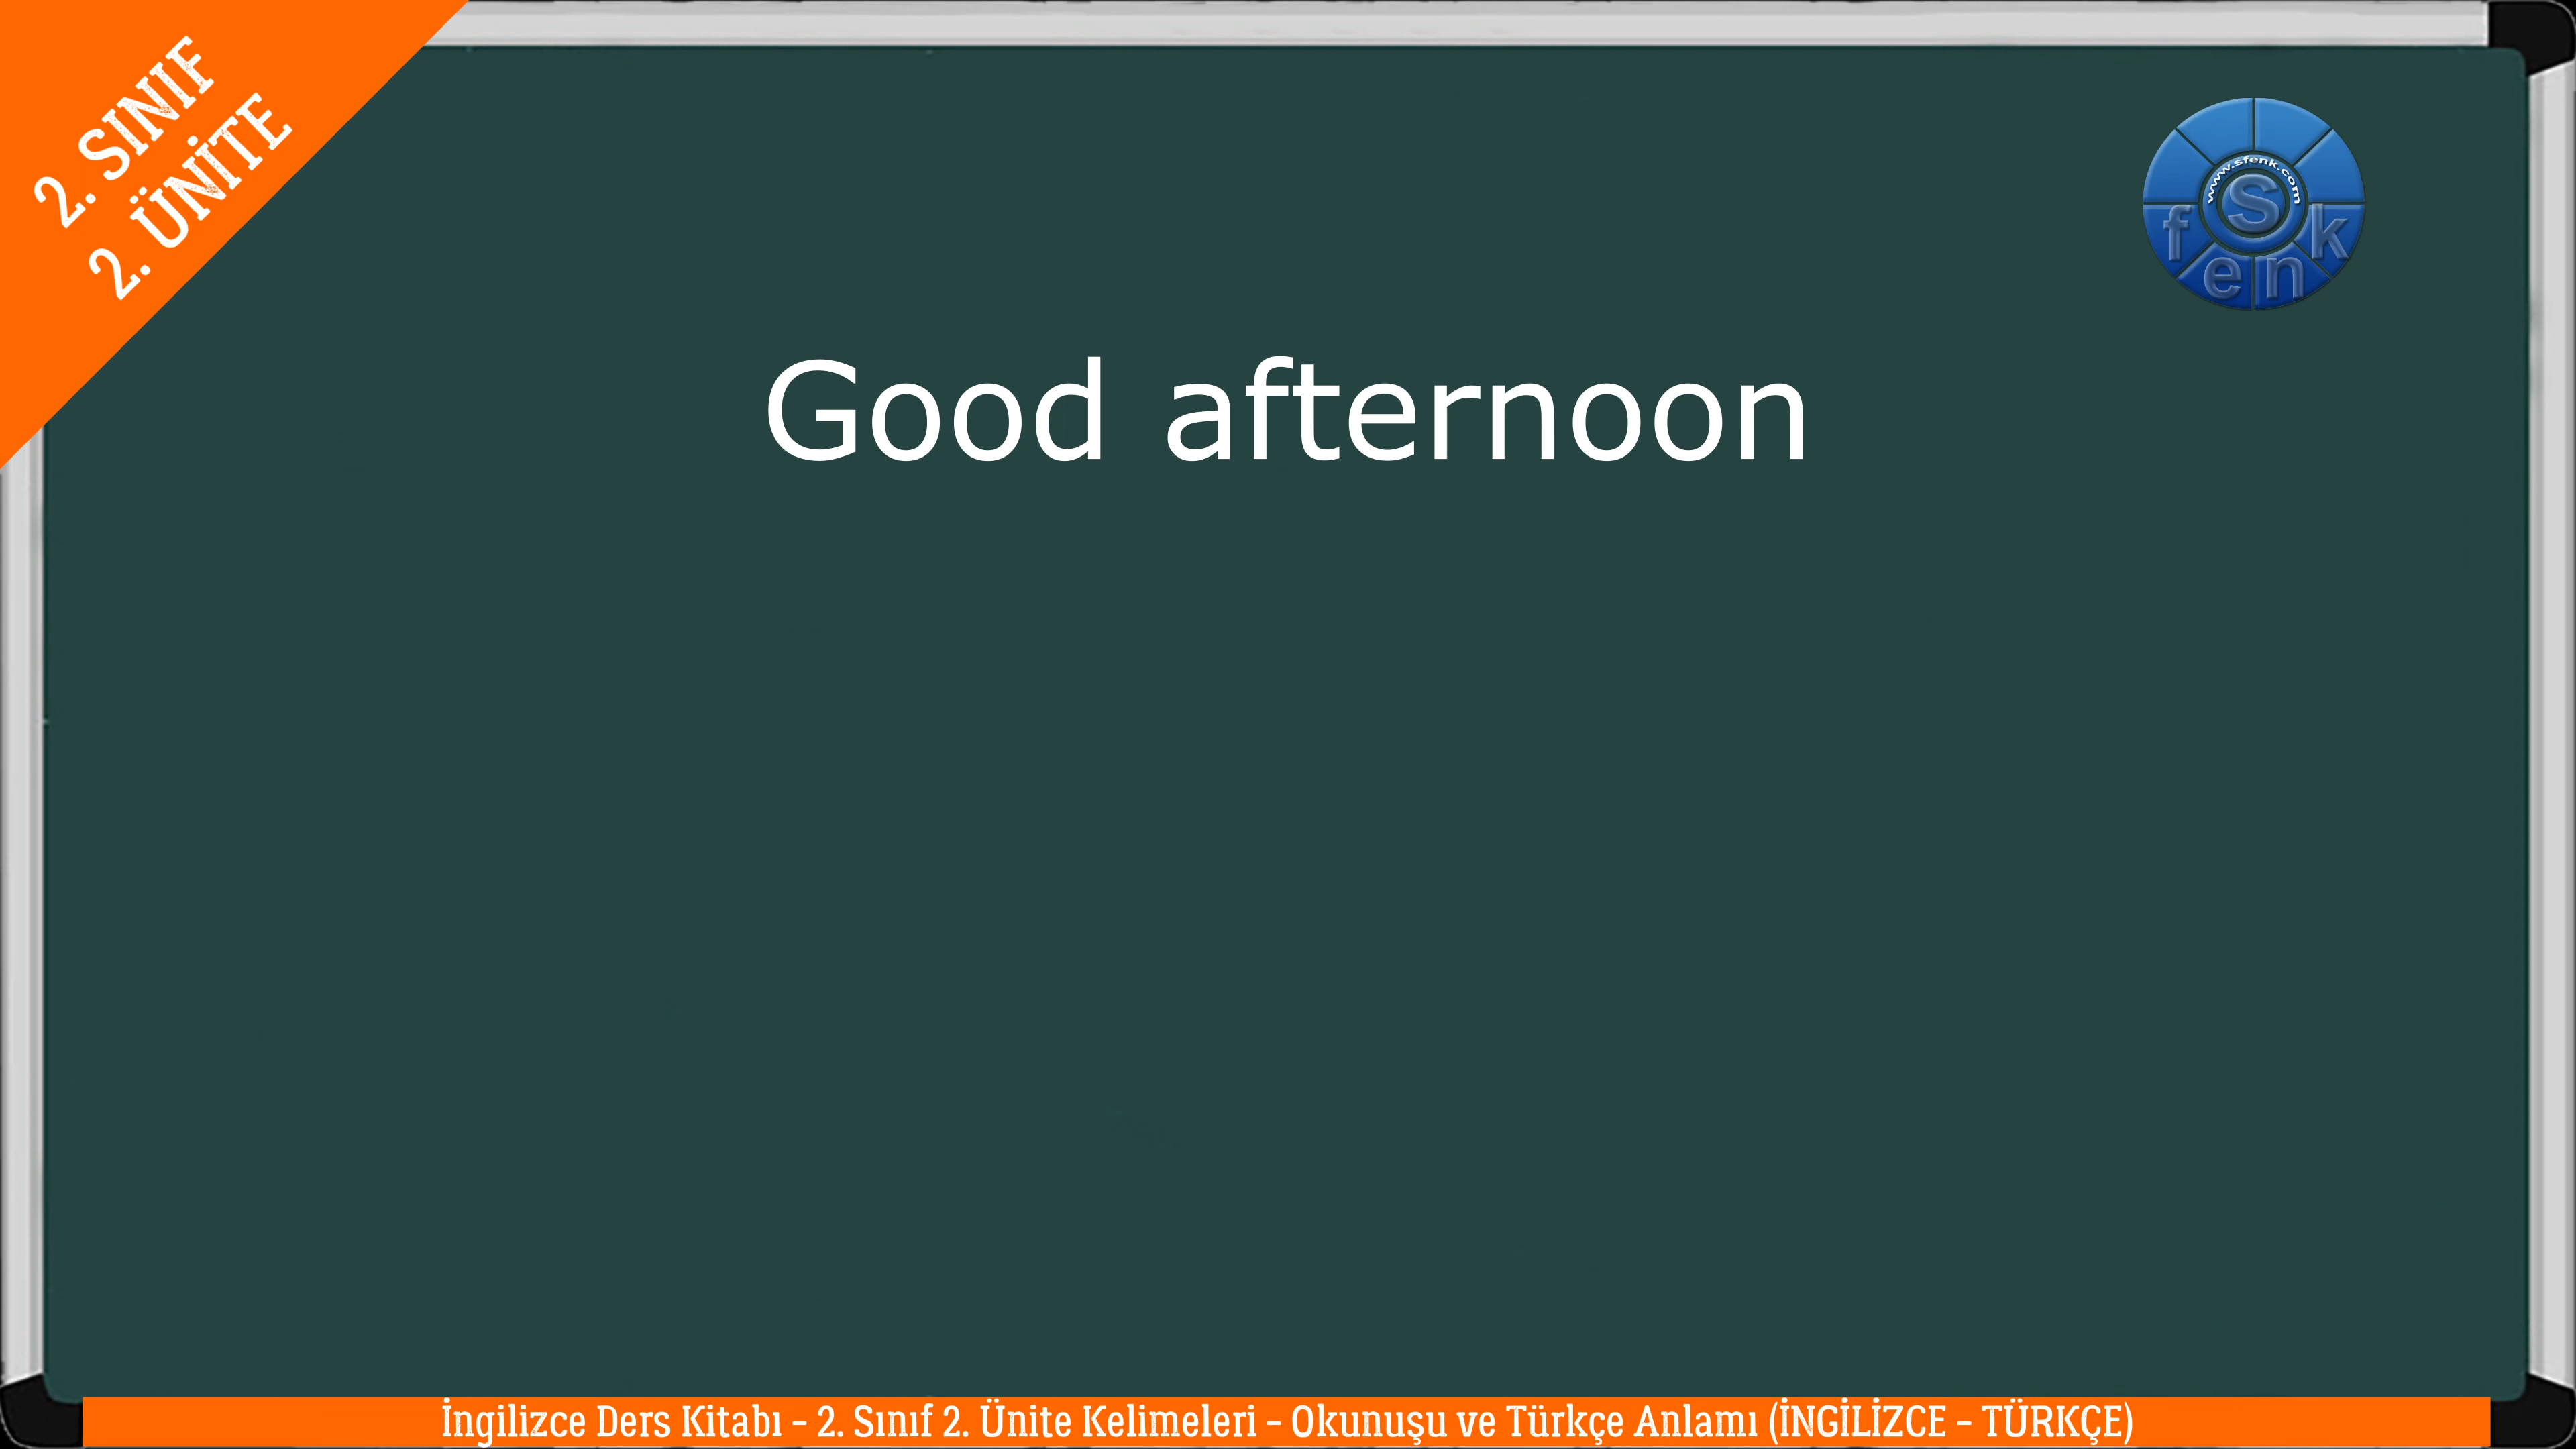 2. SINIF
2. ÜNİTE
www.sfenk.com
S
f e n k
Good afternoon
İngilizce Ders Kitabı – 2. Sınıf 2. Ünite Kelimeleri – Okunuşu ve Türkçe Anlamı (İNGİLİZCE – TÜRKÇE)